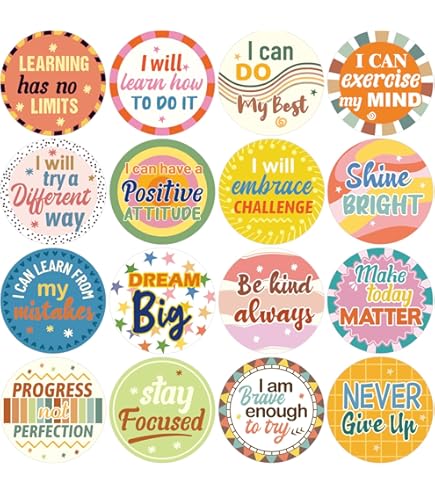 LEARNING
has no
LIMITS
I will
learn how
TO DO IT
I can
DO
My Best
I CAN
exercise
my MIND
I will
try a
Different
way
I can have a
Positive
ATTITUDE
I will
embrace
CHALLENGE
Shine
BRIGHT
I CAN LEARN FROM
my
mistakes
DREAM
Big
Be kind
always
Make
today
MATTER
PROGRESS
not
PERFECTION
stay
Focused
I am
Brave
enough
to try
NEVER
Give Up